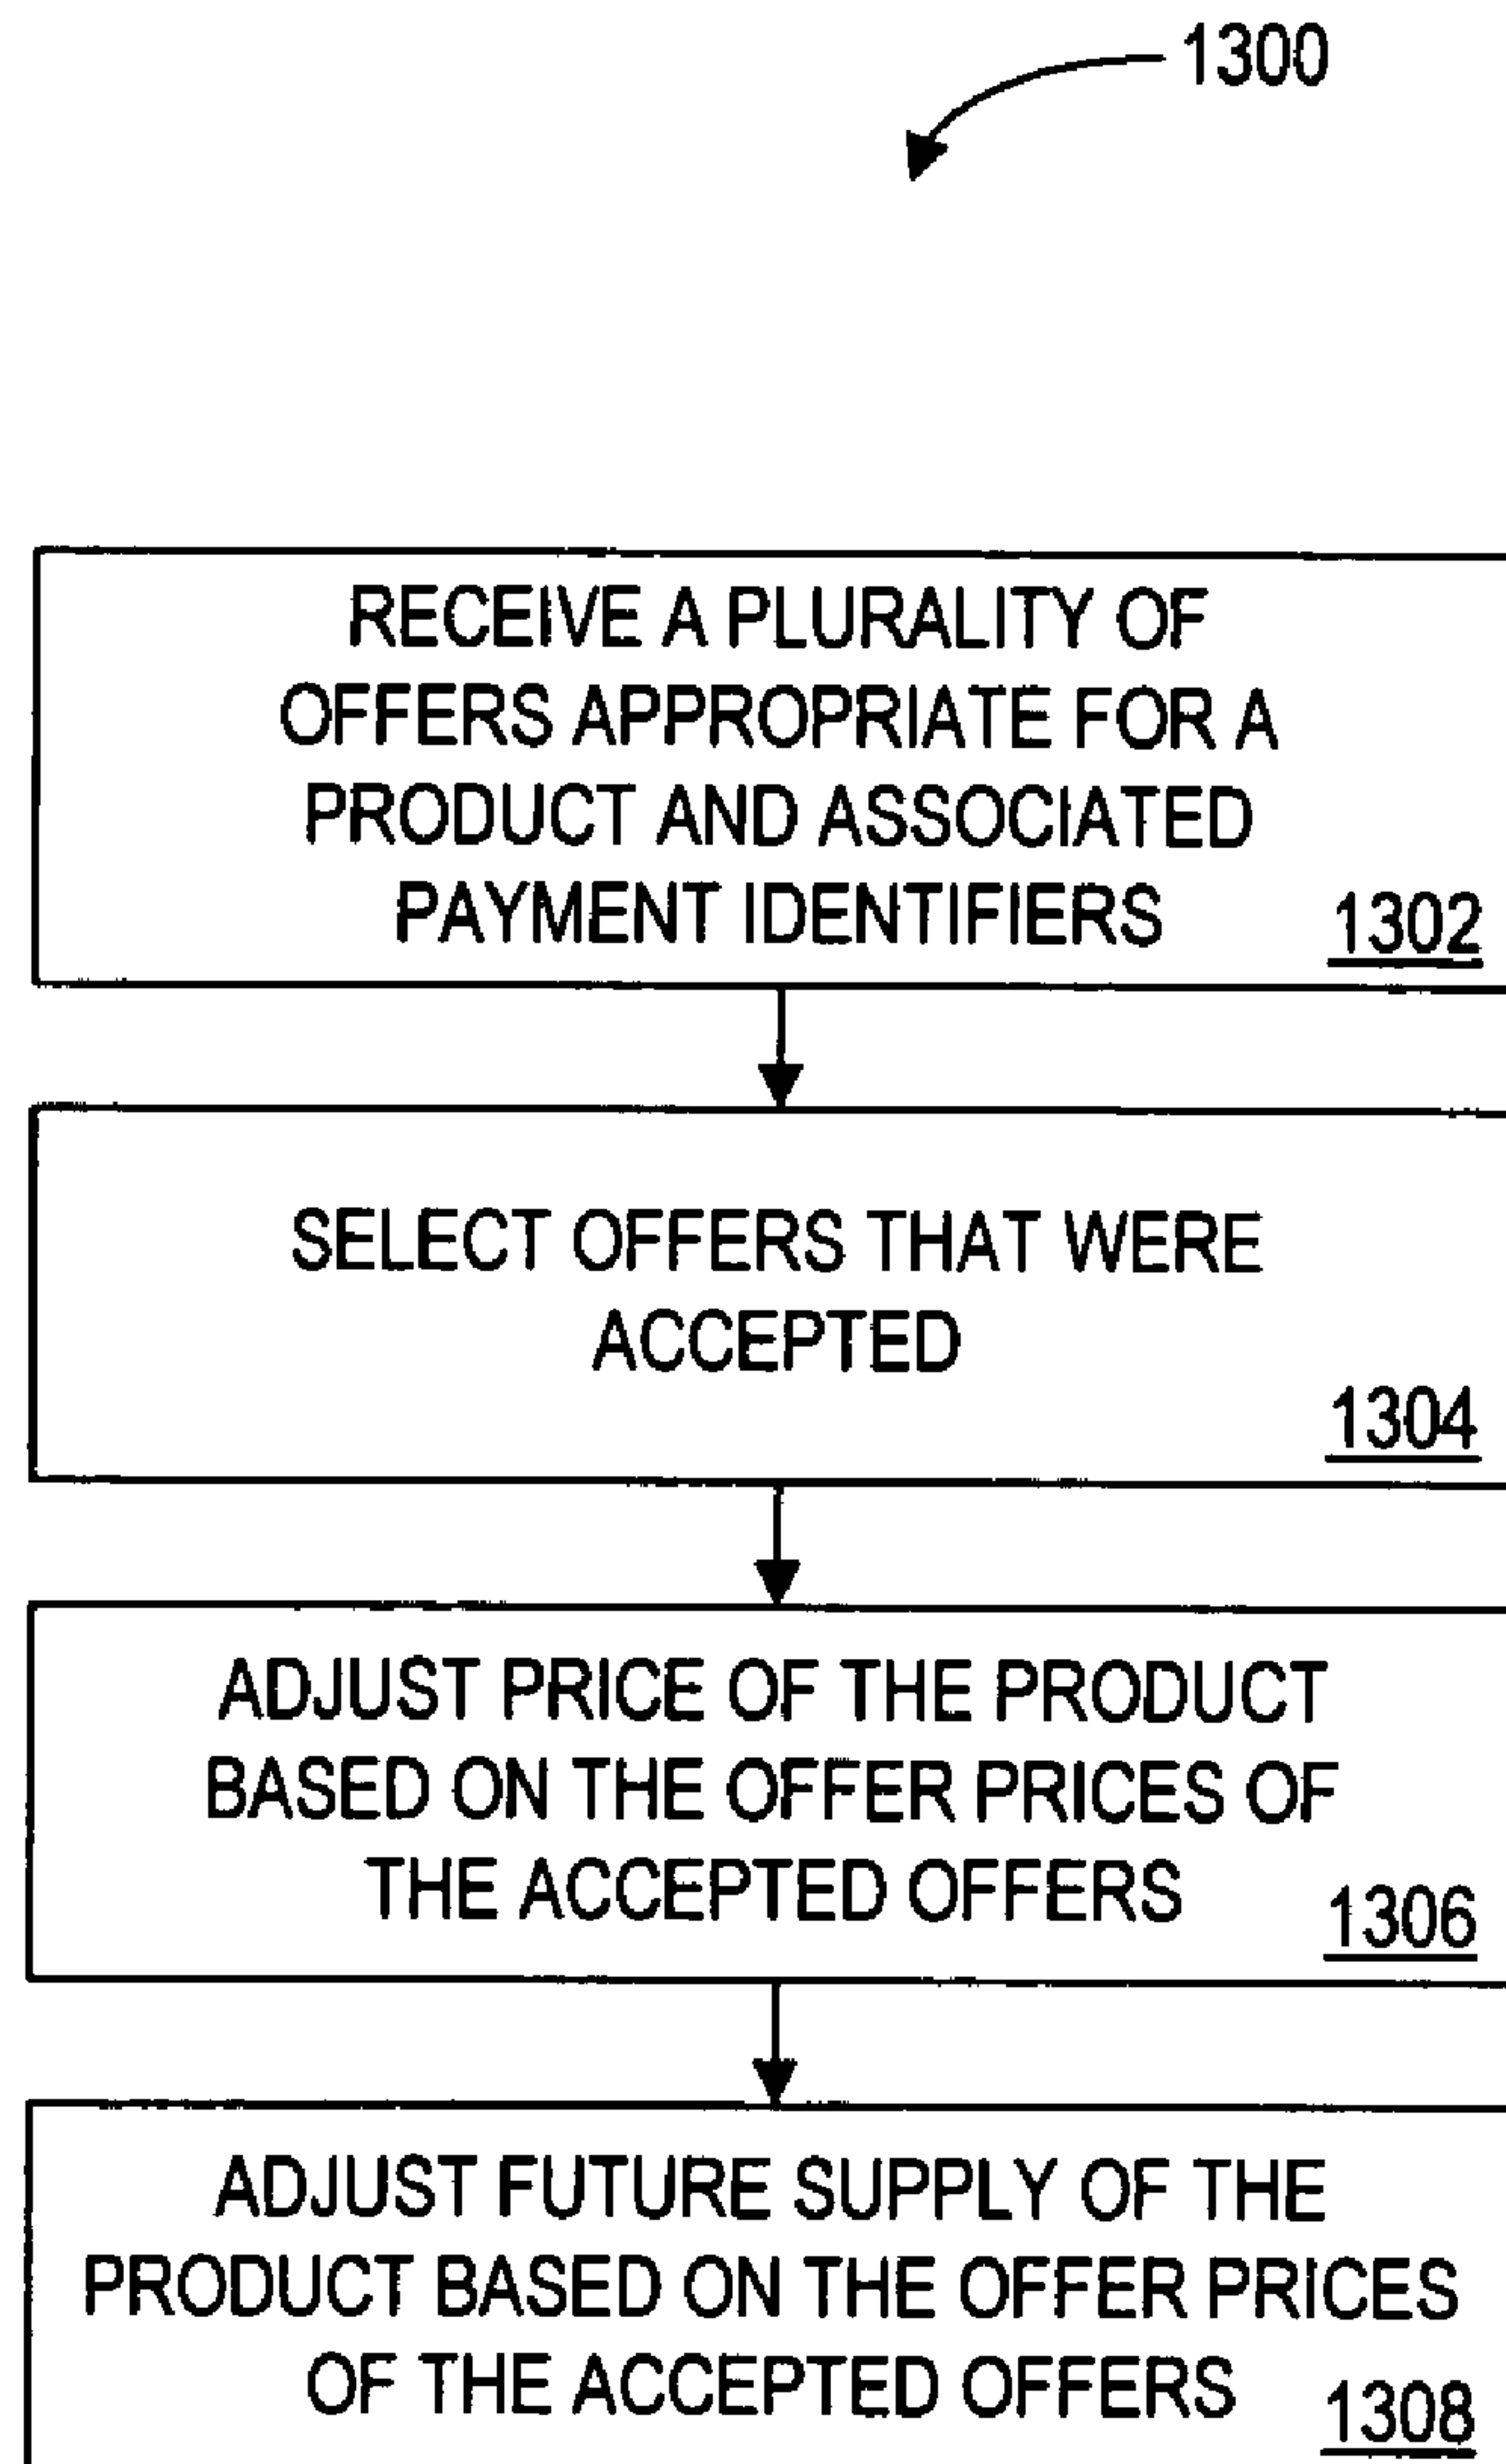 1300
RECEIVE A PLURALITY OF
OFFERS APPROPRIATE FOR A
PRODUCT AND ASSOCIATED
PAYMENT IDENTIFIERS
1302
SELECT OFFERS THAT WERE
ACCEPTED
1304
ADJUST PRICE OF THE PRODUCT
BASED ON THE OFFER PRICES OF
THE ACCEPTED OFFERS
1306
ADJUST FUTURE SUPPLY OF THE
PRODUCT BASED ON THE OFFER PRICES
OF THE ACCEPTED OFFERS
1308